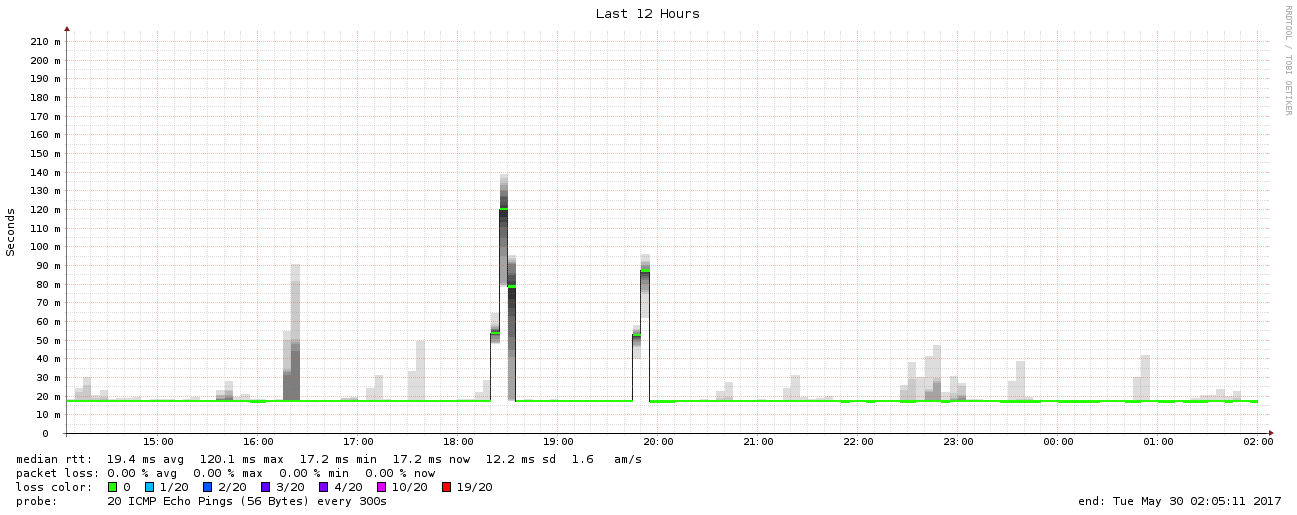 Last 12 Hours
RRDTOOL / TOBI OETIKER
Seconds
210 m
200 m
190 m
180 m
170 m
160 m
150 m
140 m
130 m
120 m
110 m
100 m
90 m
80 m
70 m
60 m
50 m
40 m
30 m
20 m
10 m
0
15:00 16:00 17:00 18:00 19:00 20:00 21:00 22:00 23:00 00:00 01:00 02:00
median rtt: 19.4 ms avg 120.1 ms max 17.2 ms min 17.2 ms now 12.2 ms sd 1.6 am/s
packet loss: 0.00 % avg 0.00 % max 0.00 % min 0.00 % now
loss color: 0 1/20 2/20 3/20 4/20 10/20 19/20
probe: 20 ICMP Echo Pings (56 Bytes) every 300s end: Tue May 30 02:05:11 2017